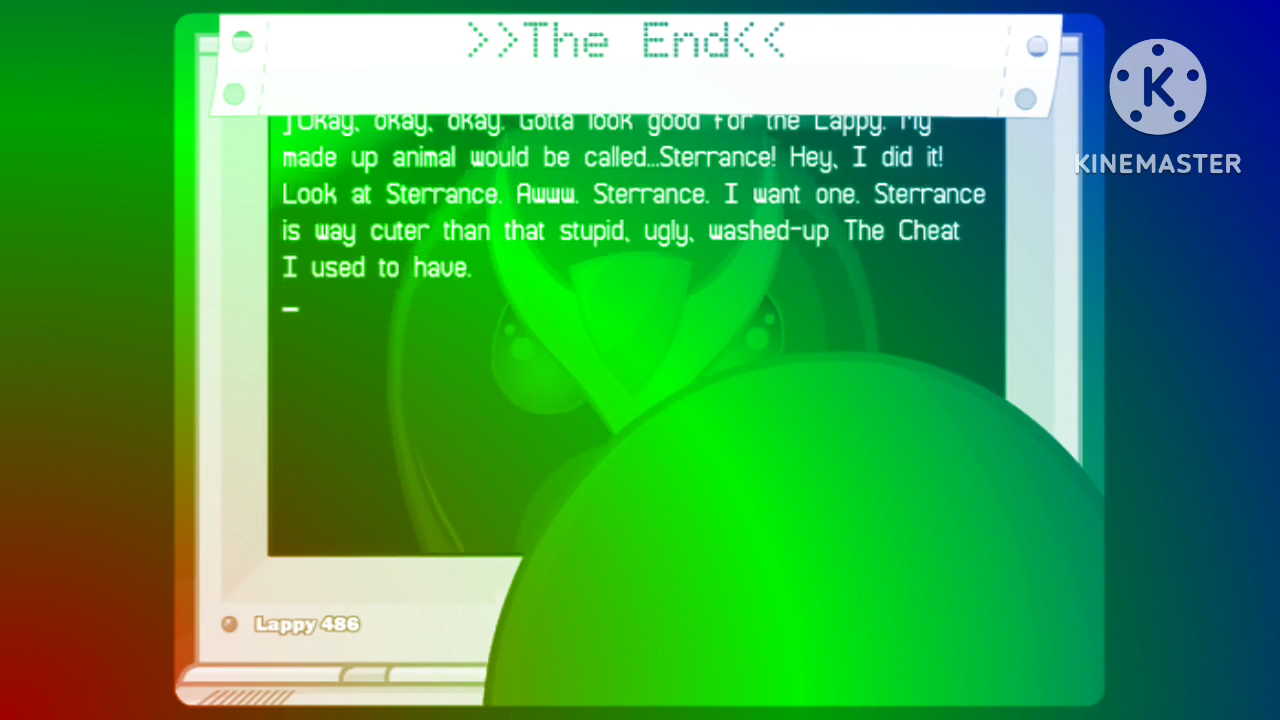 >>The End<<
KINEMASTER
]Okay, okay, okay. Gotta look good for the Lappy. My
made up animal would be called...Sterrance! Hey, I did it!
Look at Sterrance. Awww. Sterrance. I want one. Sterrance
is way cuter than that stupid, ugly, washed-up The Cheat
I used to have.
Lappy 486